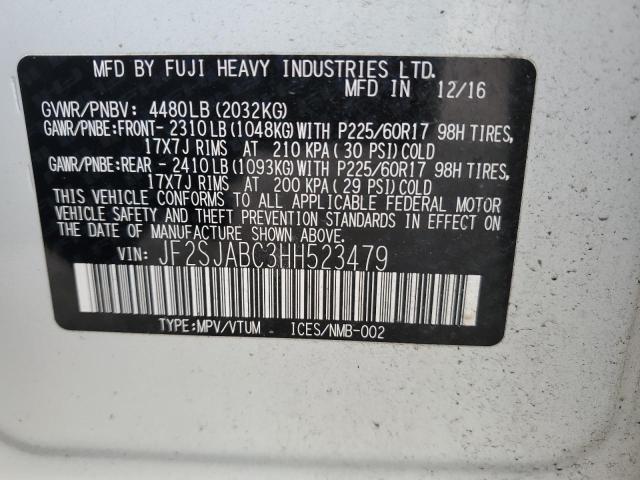 MFD BY FUJI HEAVY INDUSTRIES LTD.
MFD IN 12/16
GVWR/PNBV: 4480LB(2032KG)
GAWR/PNBE:FRONT- 2310LB(1048KG)WITH P225/60R17 98H TIRES,
17X7J RIMS AT 210 KPA(30 PSI)COLD
GAWR/PNBE:REAR - 2410LB(1093KG)WITH P225/60R17 98H TIRES,
17X7J RIMS AT 200 KPA(29 PSI)COLD
THIS VEHICLE CONFORMS TO ALL APPLICABLE FEDERAL MOTOR
VEHICLE SAFETY AND THEFT PREVENTION STANDARDS IN EFFECT ON
THE DATE OF MANUFACTURE SHOWN ABOVE.
VIN: JF2SJABC3HH523479
TYPE:MPV/VTUM ICES/NMB-002